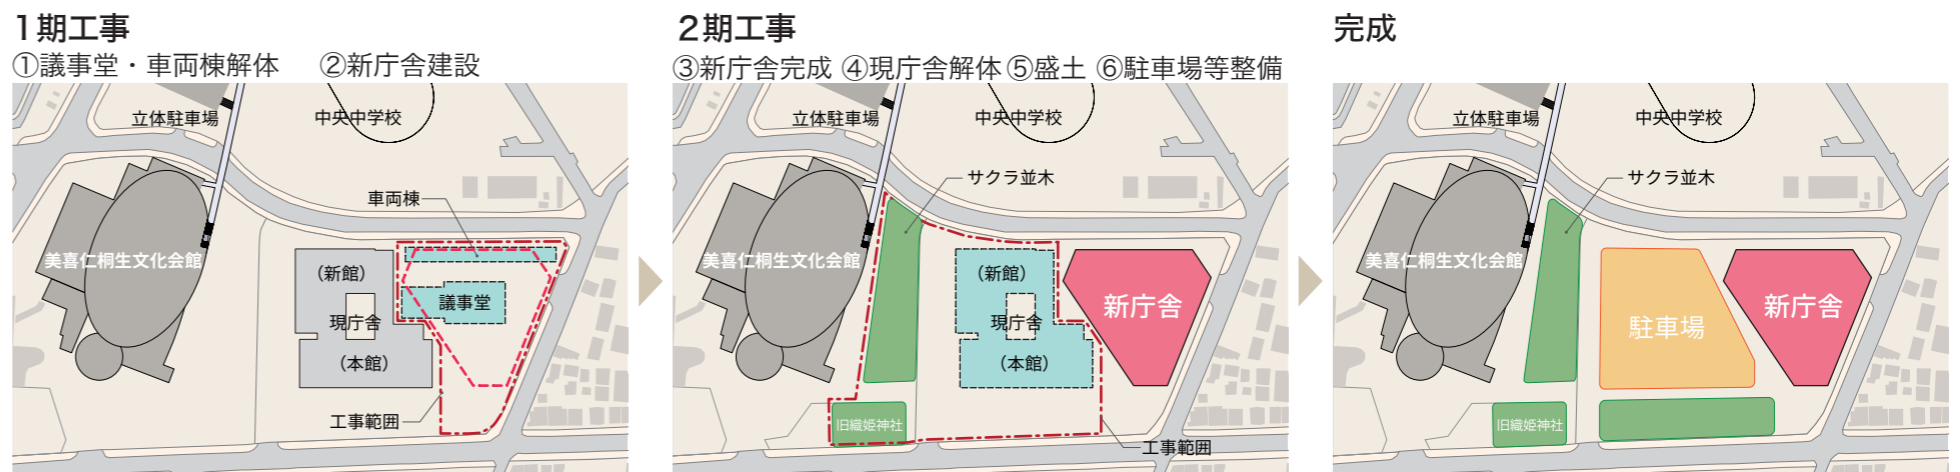 1期工事
①議事堂・車両棟解体 ②新庁舎建設
立体駐車場
中央中学校
車両棟
美喜仁桐生文化会館
（新館）
議事堂
現庁舎
（本館）
工事範囲
2期工事
③新庁舎完成 ④現庁舎解体 ⑤盛土 ⑥駐車場等整備
立体駐車場
中央中学校
サクラ並木
美喜仁桐生文化会館
（新館）
新庁舎
現庁舎
（本館）
旧織姫神社
工事範囲
完成
立体駐車場
中央中学校
サクラ並木
美喜仁桐生文化会館
新庁舎
駐車場
旧織姫神社